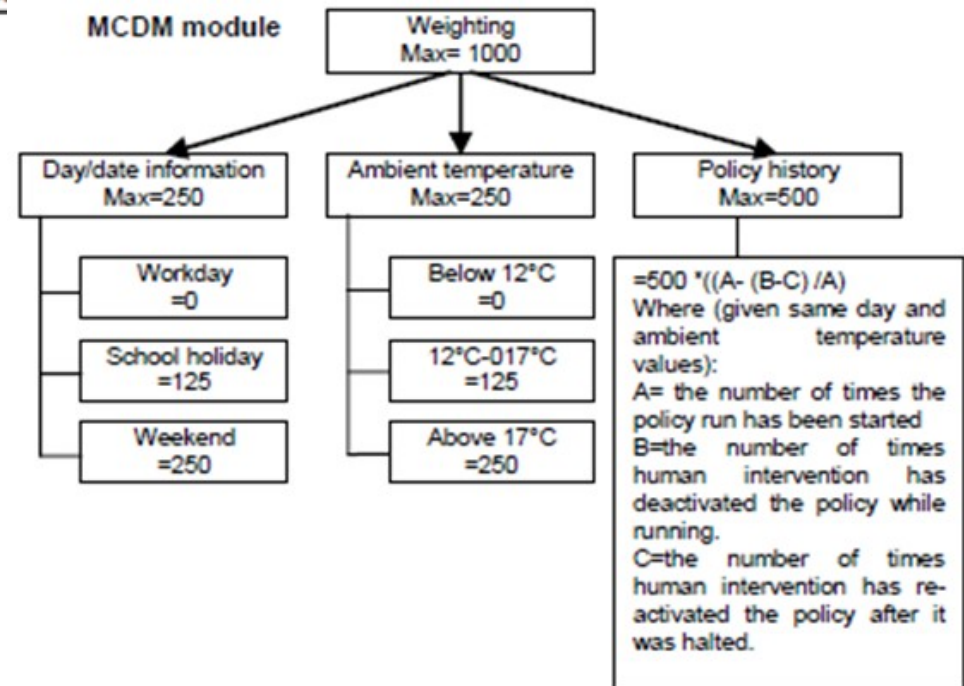 MCDM module
Weighting
Max= 1000
Day/date information
Max=250
Workday
=0
School holiday
=125
Weekend
=250
Ambient temperature
Max=250
Below 12°C
=0
12°C-017°C
=125
Above 17°C
=250
Policy history
Max=500
=500 *((A- (B-C) /A)
Where (given same day and
ambient temperature
values):
A= the number of times the
policy run has been started
B=the number of times
human intervention has
deactivated the policy while
running.
C=the number of times
human intervention has re-
activated the policy after it
was halted.